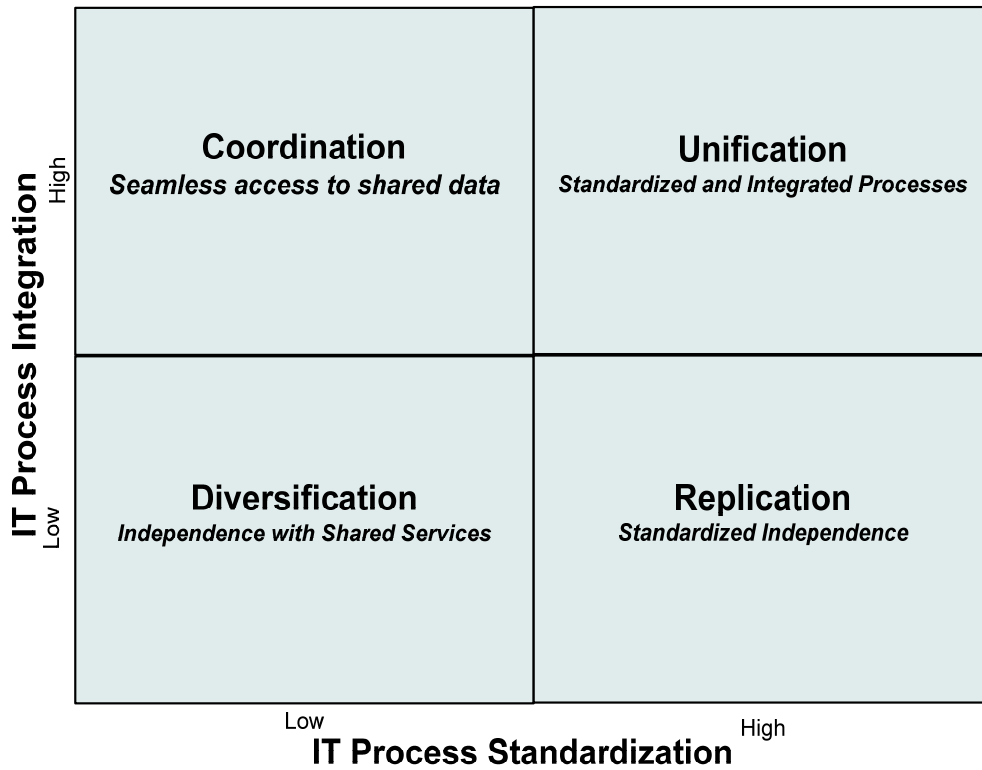 Coordination
Seamless access to shared data
Unification
Standardized and Integrated Processes
High
IT Process Integration
Low
Diversification
Independence with Shared Services
Replication
Standardized Independence
Low
High
IT Process Standardization